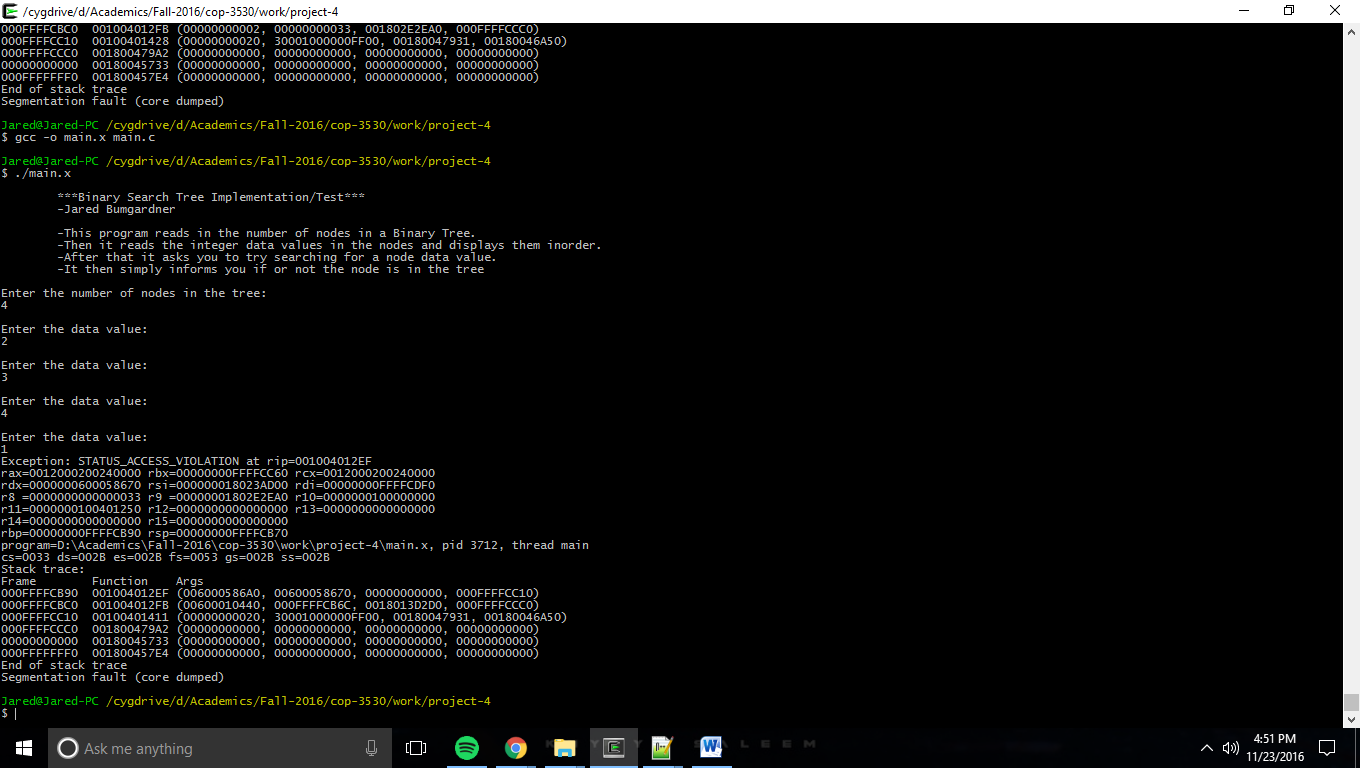 /cygdrive/d/Academics/Fall-2016/cop-3530/work/project-4
000FFFFCBC0  001004012FB (00000000002, 00000000033, 001802E2EA0, 000FFFFCCC0)
000FFFFCC10  00100401428 (00000000020, 30001000000FF00, 00180047931, 00180046A50)
000FFFFCCC0  001800479A2 (00000000000, 00000000000, 00000000000, 00000000000)
00000000000  00180045733 (00000000000, 00000000000, 00000000000, 00000000000)
000FFFFFFF0  001800457E4 (00000000000, 00000000000, 00000000000, 00000000000)
End of stack trace
Segmentation fault (core dumped)
Jared@Jared-PC /cygdrive/d/Academics/Fall-2016/cop-3530/work/project-4
$ gcc -o main.x main.c
Jared@Jared-PC /cygdrive/d/Academics/Fall-2016/cop-3530/work/project-4
$ ./main.x
***Binary Search Tree Implementation/Test***
-Jared Bumgardner
-This program reads in the number of nodes in a Binary Tree.
-Then it reads the integer data values in the nodes and displays them inorder.
-After that it asks you to try searching for a node data value.
-It then simply informs you if or not the node is in the tree
Enter the number of nodes in the tree:
4
Enter the data value:
2
Enter the data value:
3
Enter the data value:
4
Enter the data value:
1
Exception: STATUS_ACCESS_VIOLATION at rip=001004012EF
rax=0012000200240000 rbx=00000000FFFFCC60 rcx=0012000200240000
rdx=0000000600058670 rsi=000000018023AD00 rdi=00000000FFFFCDF0
r8 =0000000000000033 r9 =00000001802E2EA0 r10=0000000100000000
r11=0000000100401250 r12=0000000000000000 r13=0000000000000000
r14=0000000000000000 r15=0000000000000000
rbp=00000000FFFFCB90 rsp=00000000FFFFCB70
program=D:\Academics\Fall-2016\cop-3530\work\project-4\main.x, pid 3712, thread main
cs=0033 ds=002B es=002B fs=0053 gs=002B ss=002B
Stack trace:
Frame        Function    Args
000FFFFCB90  001004012EF (006000586A0, 00600058670, 00000000000, 000FFFFCC10)
000FFFFCBC0  001004012FB (00600010440, 000FFFFCB6C, 0018013D2D0, 000FFFFCCC0)
000FFFFCC10  00100401411 (00000000020, 30001000000FF00, 00180047931, 00180046A50)
000FFFFCCC0  001800479A2 (00000000000, 00000000000, 00000000000, 00000000000)
00000000000  00180045733 (00000000000, 00000000000, 00000000000, 00000000000)
000FFFFFFF0  001800457E4 (00000000000, 00000000000, 00000000000, 00000000000)
End of stack trace
Segmentation fault (core dumped)
Jared@Jared-PC /cygdrive/d/Academics/Fall-2016/cop-3530/work/project-4
$
Ask me anything
4:51 PM
11/23/2016